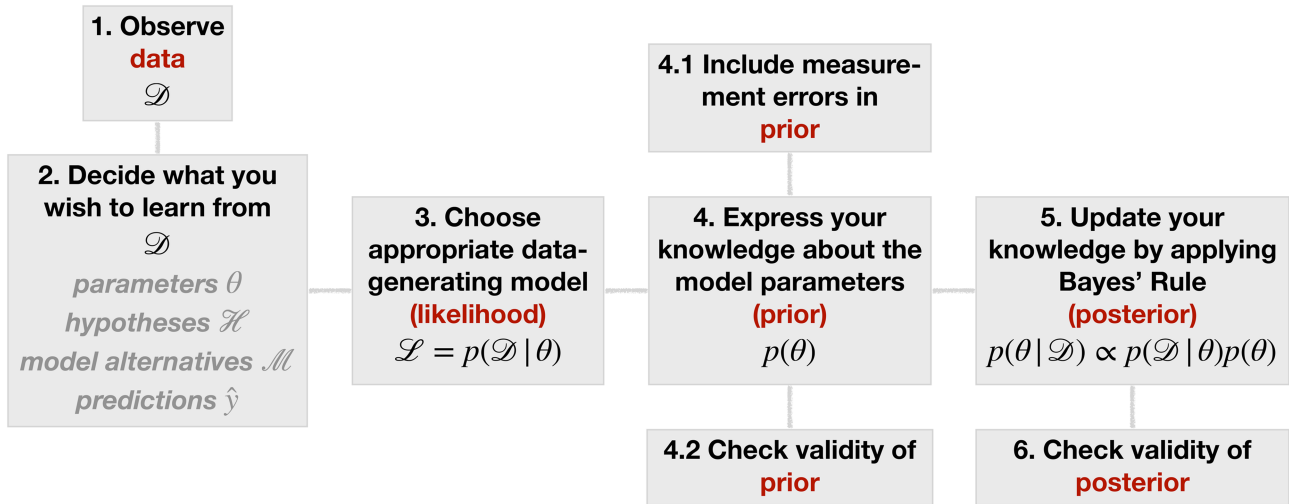 1. Observe
data
𝒟
2. Decide what you
wish to learn from
𝒟
parameters θ
hypotheses ℋ
model alternatives ℳ
predictions ŷ
3. Choose
appropriate data-
generating model
(likelihood)
ℒ = p(𝒟 | θ)
4.1 Include measure-
ment errors in
prior
4. Express your
knowledge about the
model parameters
(prior)
p(θ)
4.2 Check validity of
prior
5. Update your
knowledge by applying
Bayes’ Rule
(posterior)
p(θ | 𝒟) ∝ p(𝒟 | θ)p(θ)
6. Check validity of
posterior